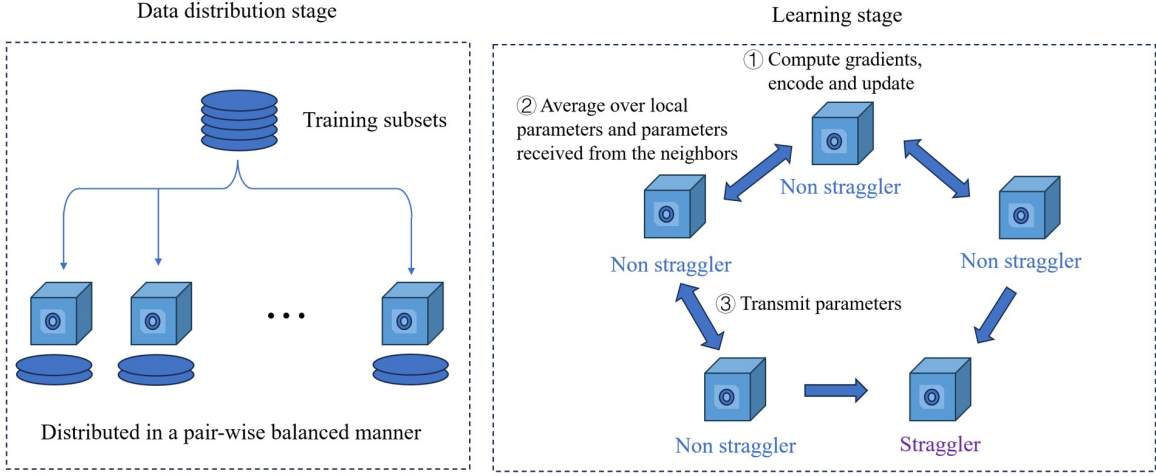 Data distribution stage
Training subsets
...
Distributed in a pair-wise balanced manner
Learning stage
① Compute gradients,
encode and update
② Average over local
parameters and parameters
received from the neighbors
Non straggler
Non straggler
Non straggler
③ Transmit parameters
Non straggler
Straggler